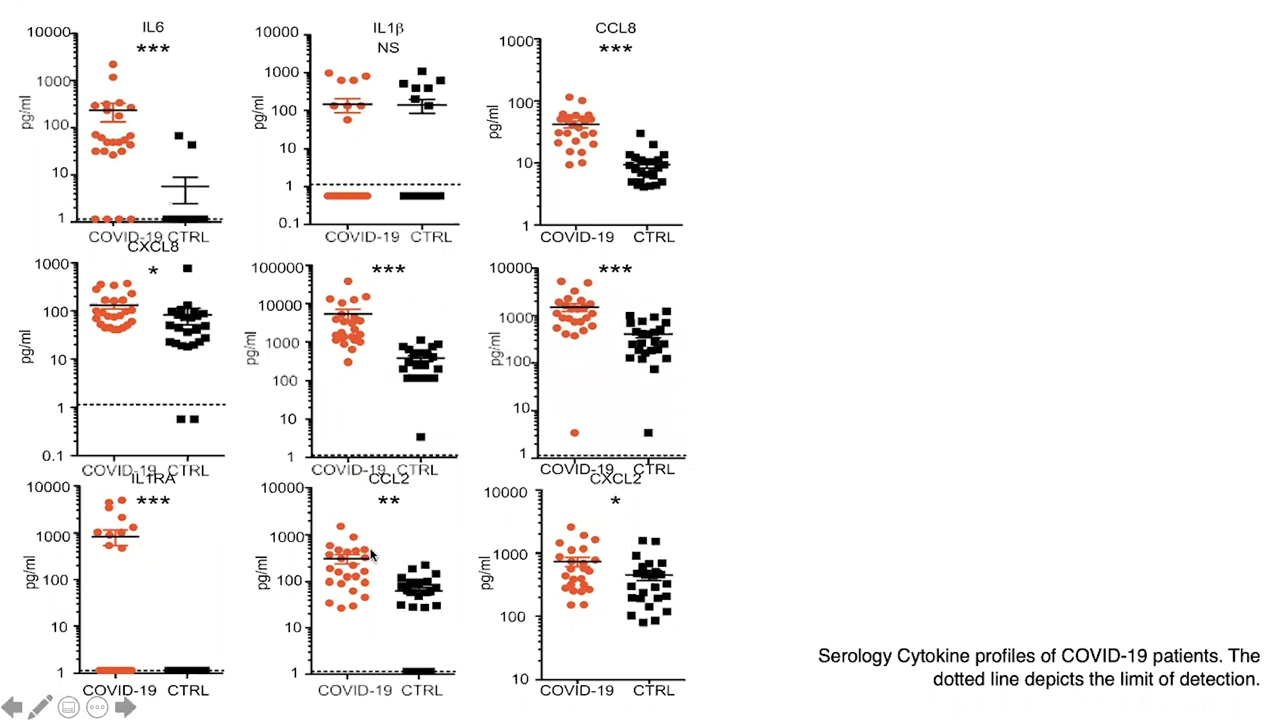 IL6
***
10000
1000
100
10
1
pg/ml
COVID-19 CTRL
IL1β
NS
10000
1000
100
10
1
0.1
pg/ml
COVID-19 CTRL
CCL8
***
1000
100
10
1
pg/ml
COVID-19 CTRL
CXCL8
*
1000
100
10
1
0.1
pg/ml
COVID-19 CTRL
***
100000
10000
1000
100
10
1
pg/ml
COVID-19 CTRL
***
10000
1000
100
10
1
pg/ml
COVID-19 CTRL
IL1RA
***
10000
1000
100
10
1
pg/ml
COVID-19 CTRL
CCL2
**
10000
1000
100
10
1
pg/ml
COVID-19 CTRL
CXCL2
*
10000
1000
100
10
pg/ml
COVID-19 CTRL
Serology Cytokine profiles of COVID-19 patients. The
dotted line depicts the limit of detection.